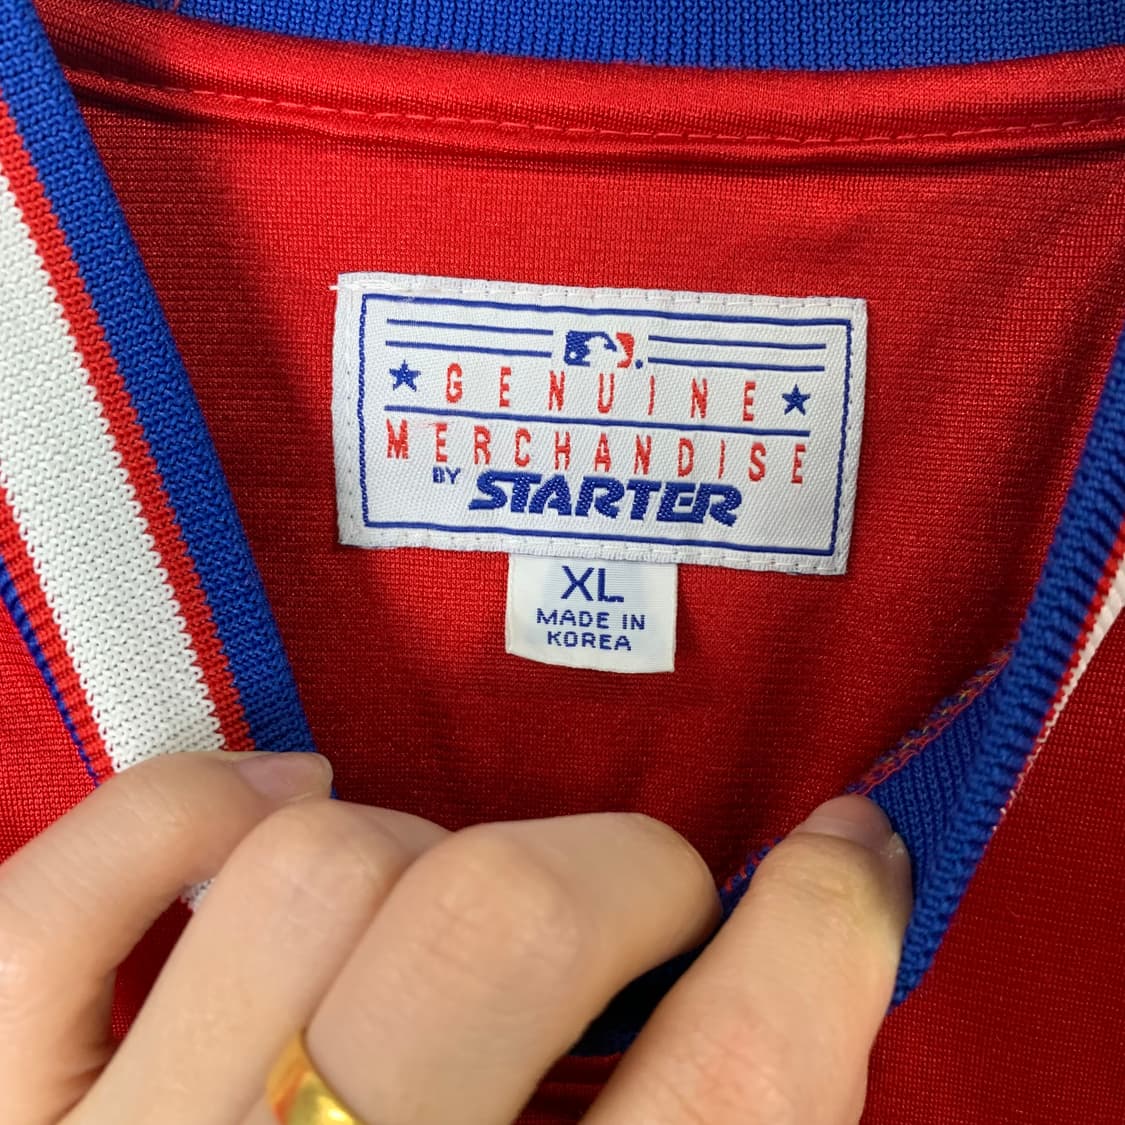 GENUINE
MERCHANDISE
BY STARTER
XL
MADE IN
KOREA